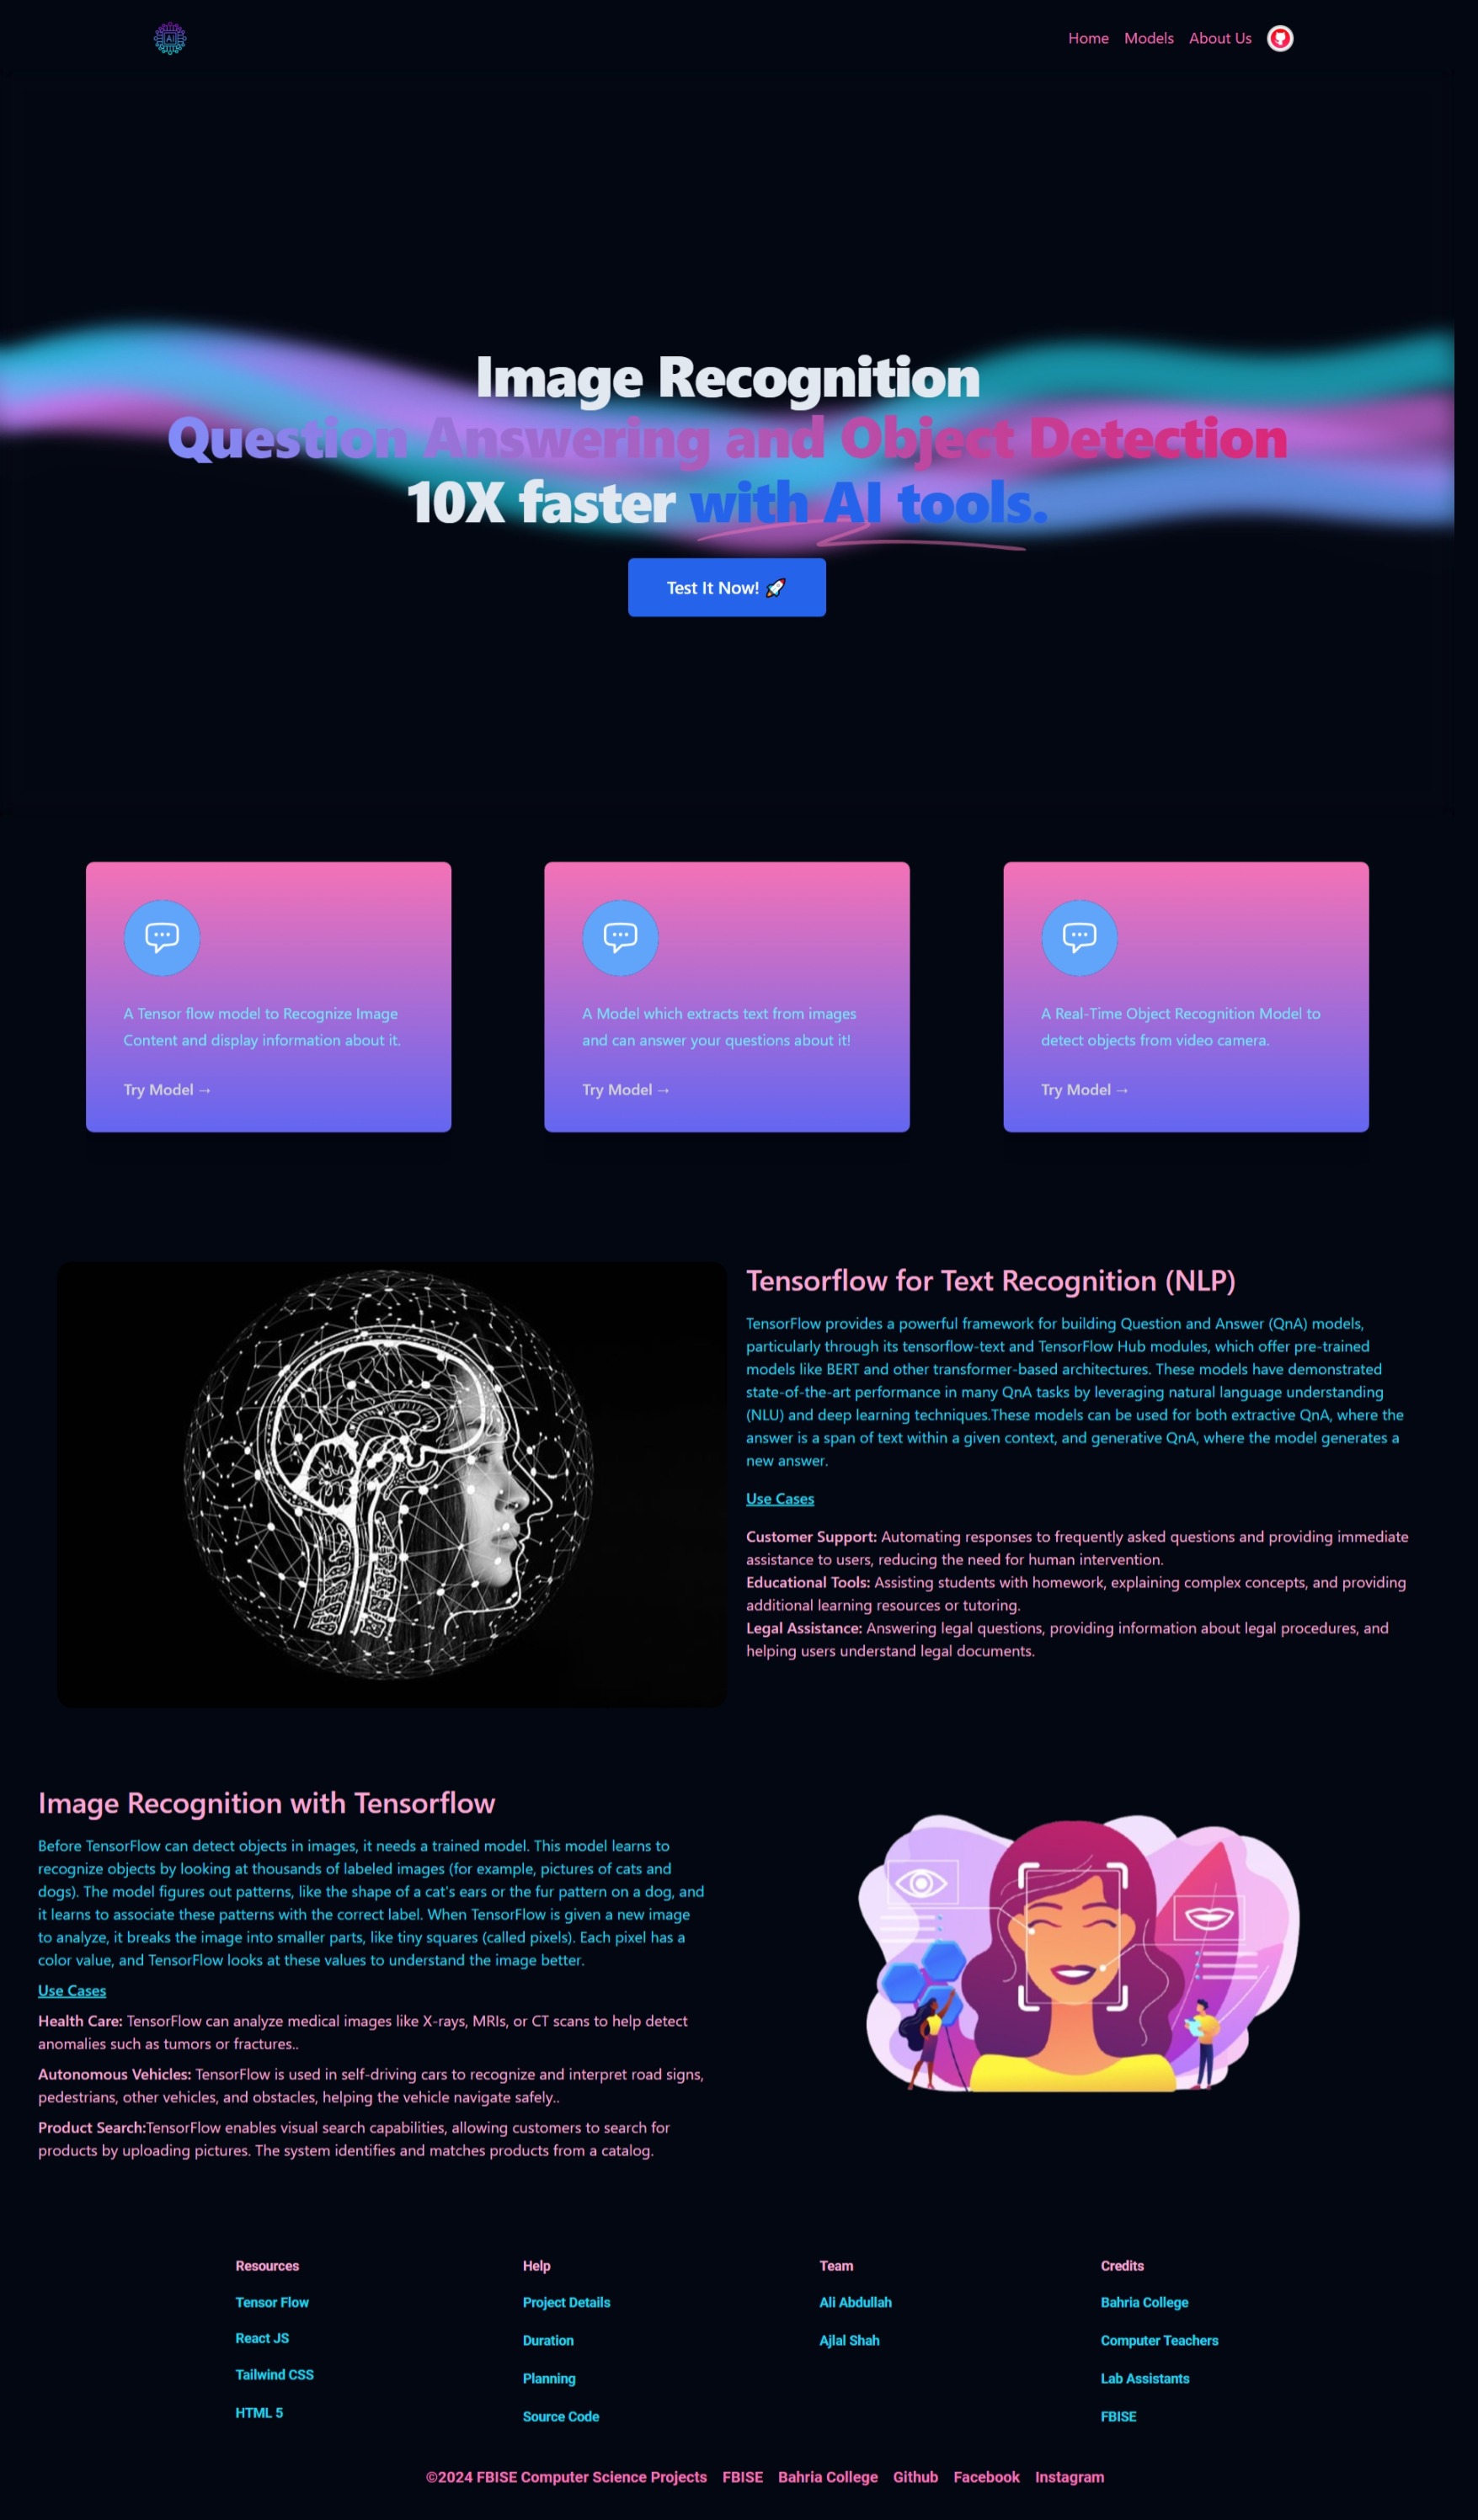 AI
Home Models About Us
Image Recognition
Question Answering and Object Detection
10X faster with AI tools.
Test It Now! 🚀
A Tensor flow model to Recognize Image
Content and display information about it.
Try Model →
A Model which extracts text from images
and can answer your questions about it!
Try Model →
A Real-Time Object Recognition Model to
detect objects from video camera.
Try Model →
Tensorflow for Text Recognition (NLP)
TensorFlow provides a powerful framework for building Question and Answer (QnA) models,
particularly through its tensorflow-text and TensorFlow Hub modules, which offer pre-trained
models like BERT and other transformer-based architectures. These models have demonstrated
state-of-the-art performance in many QnA tasks by leveraging natural language understanding
(NLU) and deep learning techniques.These models can be used for both extractive QnA, where the
answer is a span of text within a given context, and generative QnA, where the model generates a
new answer.
Use Cases
Customer Support: Automating responses to frequently asked questions and providing immediate
assistance to users, reducing the need for human intervention.
Educational Tools: Assisting students with homework, explaining complex concepts, and providing
additional learning resources or tutoring.
Legal Assistance: Answering legal questions, providing information about legal procedures, and
helping users understand legal documents.
Image Recognition with Tensorflow
Before TensorFlow can detect objects in images, it needs a trained model. This model learns to
recognize objects by looking at thousands of labeled images (for example, pictures of cats and
dogs). The model figures out patterns, like the shape of a cat's ears or the fur pattern on a dog, and
it learns to associate these patterns with the correct label. When TensorFlow is given a new image
to analyze, it breaks the image into smaller parts, like tiny squares (called pixels). Each pixel has a
color value, and TensorFlow looks at these values to understand the image better.
Use Cases
Health Care: TensorFlow can analyze medical images like X-rays, MRIs, or CT scans to help detect
anomalies such as tumors or fractures..
Autonomous Vehicles: TensorFlow is used in self-driving cars to recognize and interpret road signs,
pedestrians, other vehicles, and obstacles, helping the vehicle navigate safely..
Product Search:TensorFlow enables visual search capabilities, allowing customers to search for
products by uploading pictures. The system identifies and matches products from a catalog.
Resources
Tensor Flow
React JS
Tailwind CSS
HTML 5
Help
Project Details
Duration
Planning
Source Code
Team
Ali Abdullah
Ajlal Shah
Credits
Bahria College
Computer Teachers
Lab Assistants
FBISE
©2024 FBISE Computer Science Projects FBISE Bahria College Github Facebook Instagram